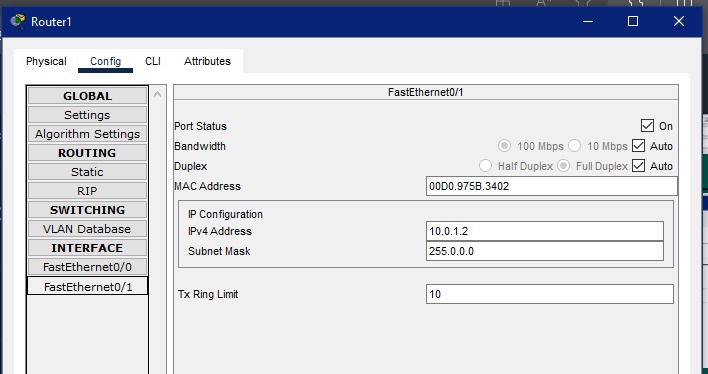 Router1
Physical Config CLI Attributes
GLOBAL
Settings
Algorithm Settings
ROUTING
Static
RIP
SWITCHING
VLAN Database
INTERFACE
FastEthernet0/0
FastEthernet0/1
FastEthernet0/1
Port Status On
Bandwidth 100 Mbps 10 Mbps Auto
Duplex Half Duplex Full Duplex Auto
MAC Address 00D0.975B.3402
IP Configuration
IPv4 Address 10.0.1.2
Subnet Mask 255.0.0.0
Tx Ring Limit 10